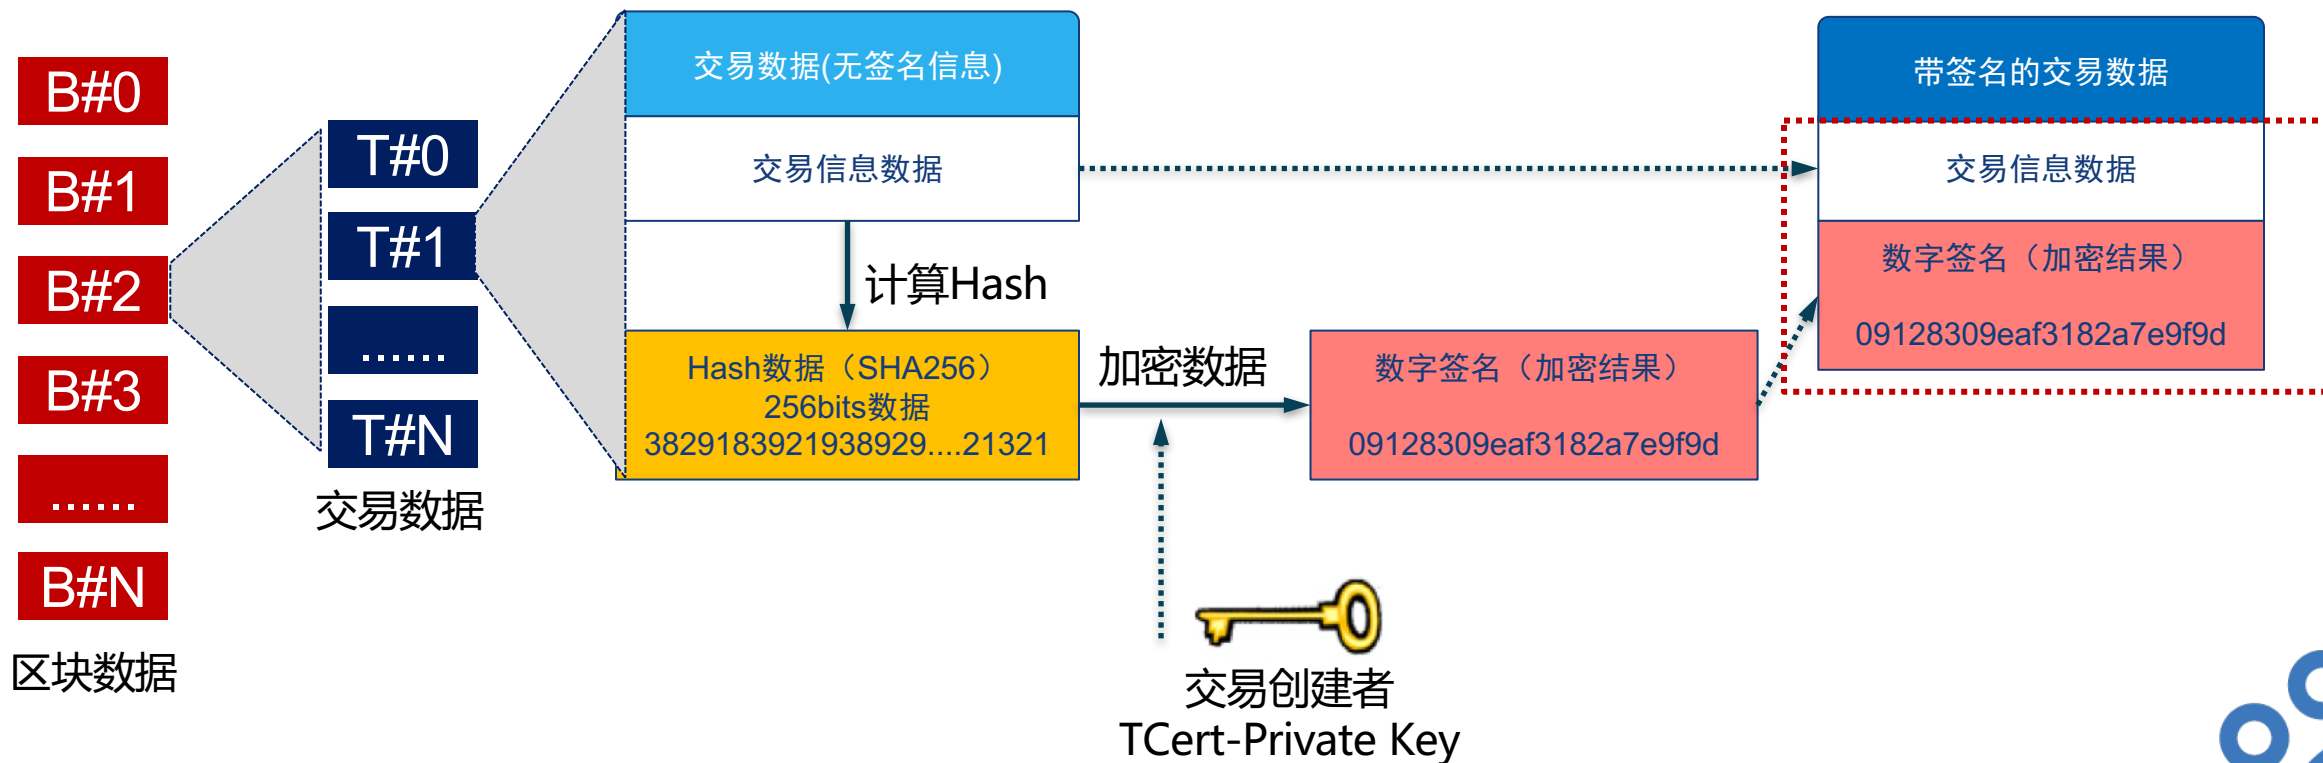 B#0
B#1
B#2
B#3
......
B#N
区块数据
T#0
T#1
......
T#N
交易数据
交易数据(无签名信息)
交易信息数据
计算Hash
Hash数据（SHA256）
256bits数据
3829183921938929....21321
加密数据
交易创建者
TCert-Private Key
数字签名（加密结果）
09128309eaf3182a7e9f9d
带签名的交易数据
交易信息数据
数字签名（加密结果）
09128309eaf3182a7e9f9d